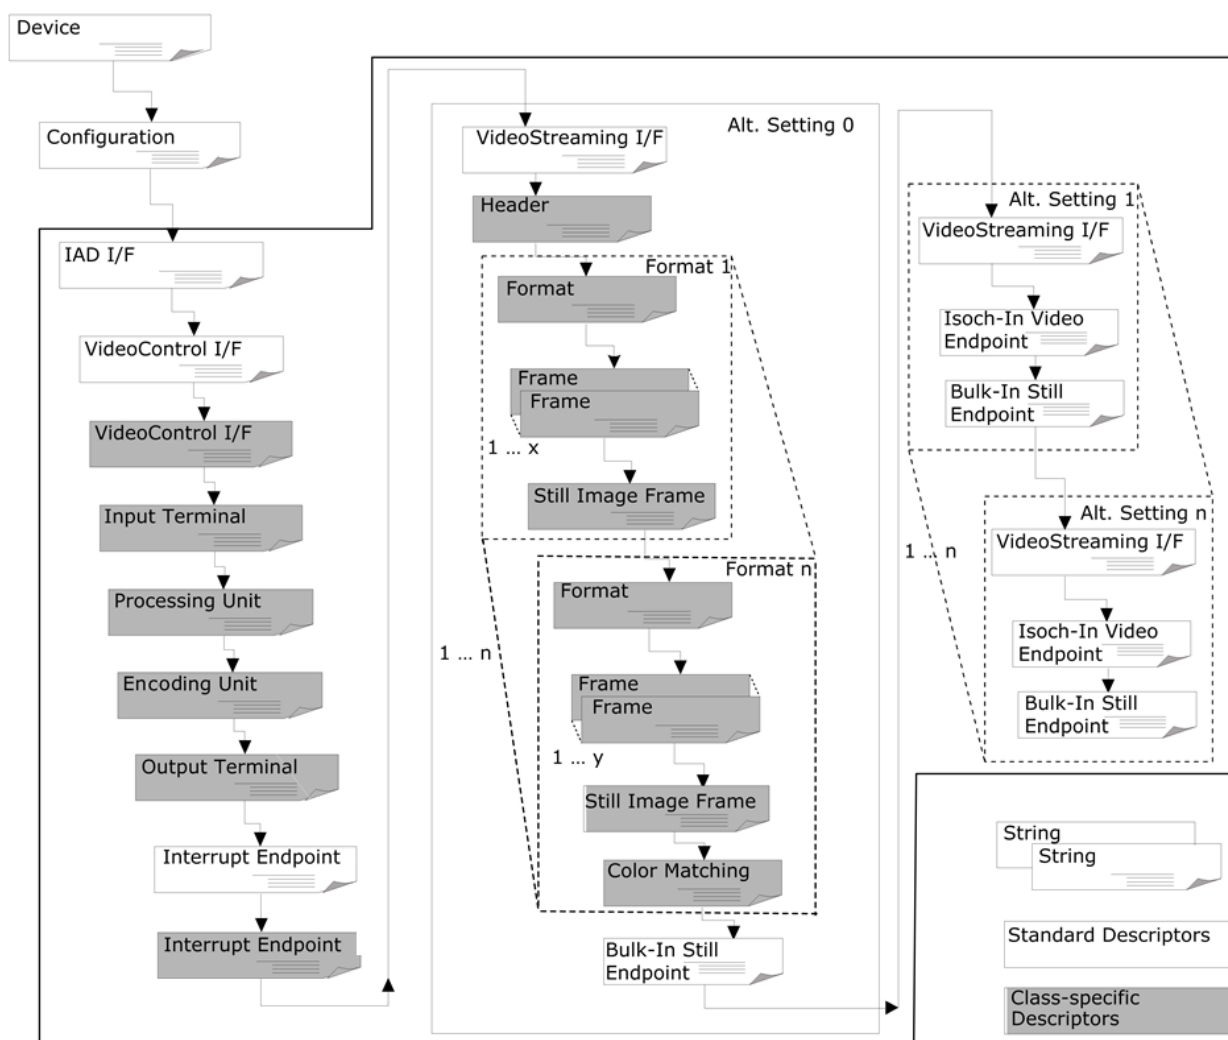 Device
Configuration
IAD I/F
VideoControl I/F
VideoControl I/F
Input Terminal
Processing Unit
Encoding Unit
Output Terminal
Interrupt Endpoint
Interrupt Endpoint
Alt. Setting 0
VideoStreaming I/F
Header
Format 1
Format
Frame
Frame
1 ... x
Still Image Frame
Format n
Format
1 ... n
Frame
Frame
1 ... y
Still Image Frame
Color Matching
Bulk-In Still
Endpoint
Alt. Setting 1
VideoStreaming I/F
Isoch-In Video
Endpoint
Bulk-In Still
Endpoint
Alt. Setting n
VideoStreaming I/F
1 ... n
Isoch-In Video
Endpoint
Bulk-In Still
Endpoint
String
String
Standard Descriptors
Class-specific
Descriptors